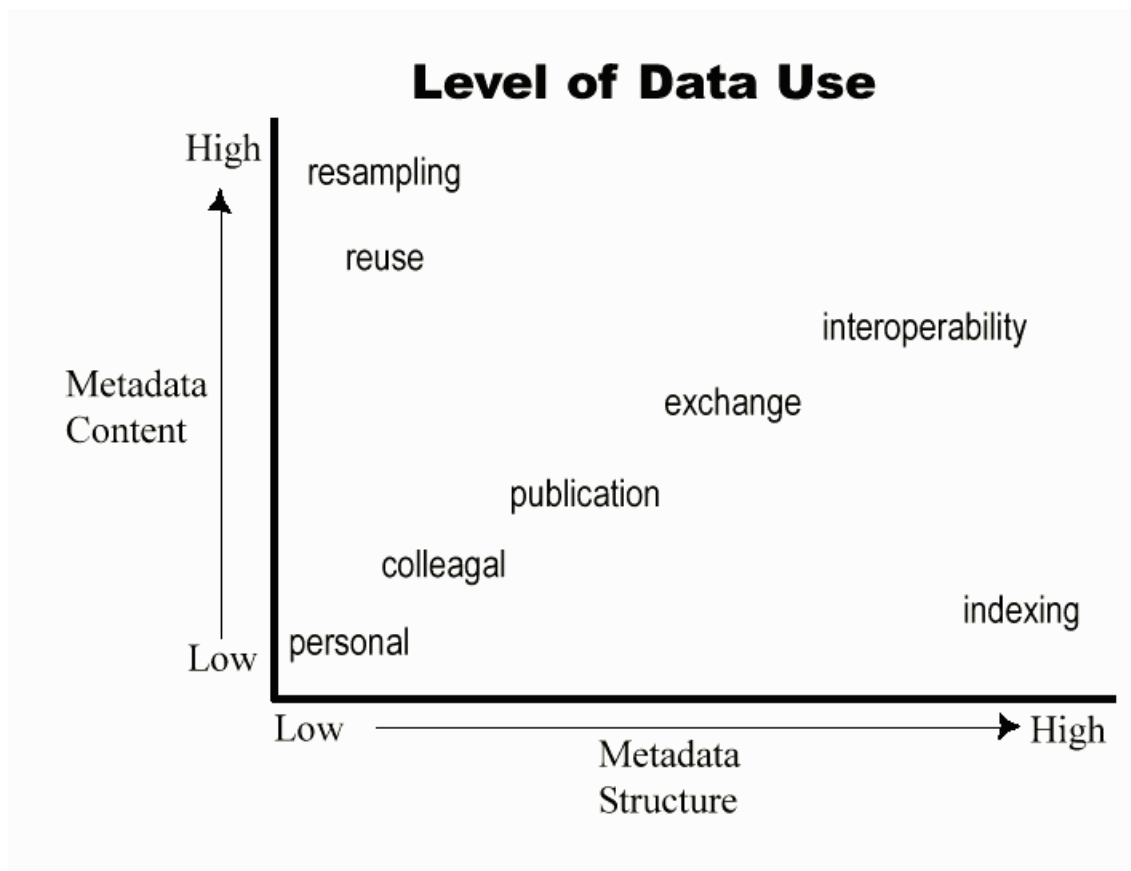 Level of Data Use
High
resampling
reuse
interoperability
Metadata
Content
exchange
publication
colleagal
indexing
personal
Low
Low
High
Metadata
Structure